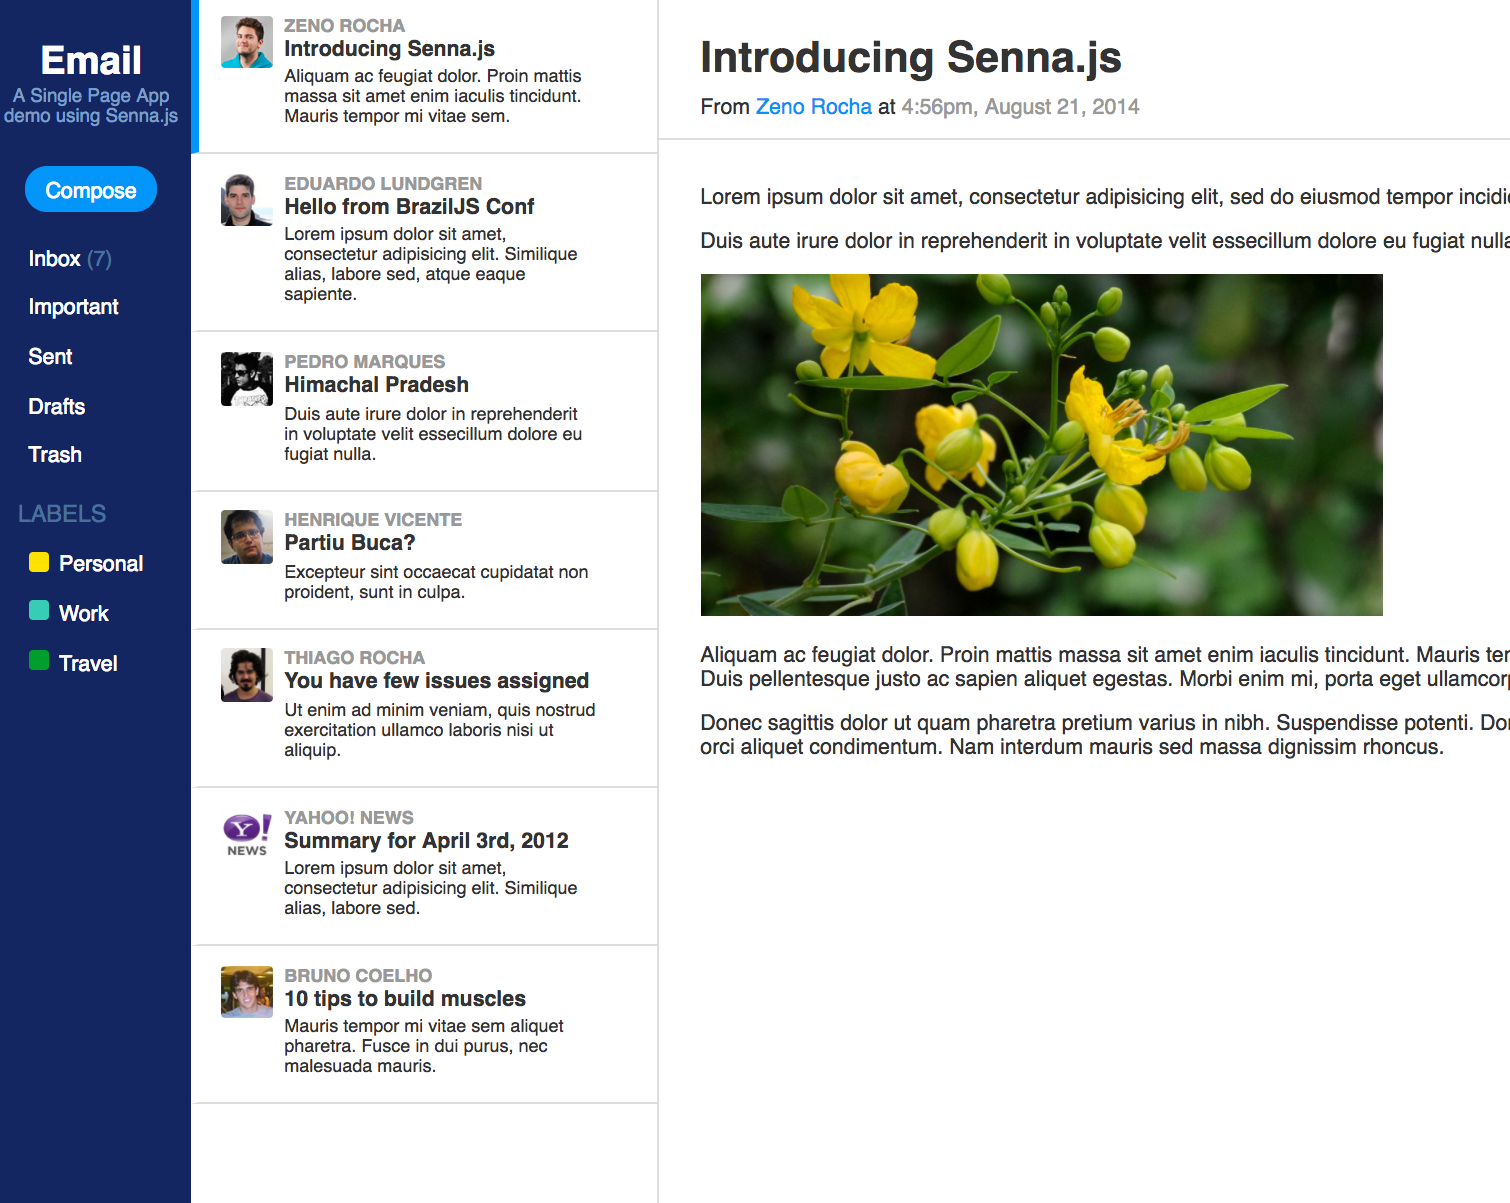 Email
A Single Page App
demo using Senna.js
Compose
Inbox (7)
Important
Sent
Drafts
Trash
LABELS
Personal
Work
Travel
ZENO ROCHA
Introducing Senna.js
Aliquam ac feugiat dolor. Proin mattis
massa sit amet enim iaculis tincidunt.
Mauris tempor mi vitae sem.
EDUARDO LUNDGREN
Hello from BrazilJS Conf
Lorem ipsum dolor sit amet,
consectetur adipisicing elit. Similique
alias, labore sed, atque eaque
sapiente.
PEDRO MARQUES
Himachal Pradesh
Duis aute irure dolor in reprehenderit
in voluptate velit essecillum dolore eu
fugiat nulla.
HENRIQUE VICENTE
Partiu Buca?
Excepteur sint occaecat cupidatat non
proident, sunt in culpa.
THIAGO ROCHA
You have few issues assigned
Ut enim ad minim veniam, quis nostrud
exercitation ullamco laboris nisi ut
aliquip.
Y!
NEWS
YAHOO! NEWS
Summary for April 3rd, 2012
Lorem ipsum dolor sit amet,
consectetur adipisicing elit. Similique
alias, labore sed.
BRUNO COELHO
10 tips to build muscles
Mauris tempor mi vitae sem aliquet
pharetra. Fusce in dui purus, nec
malesuada mauris.
Introducing Senna.js
From Zeno Rocha at 4:56pm, August 21, 2014
Lorem ipsum dolor sit amet, consectetur adipisicing elit, sed do eiusmod tempor
Duis aute irure dolor in reprehenderit in voluptate velit essecillum dolore eu fugiat nulla
Aliquam ac feugiat dolor. Proin mattis massa sit amet enim iaculis tincidunt. Mauris
Duis pellentesque justo ac sapien aliquet egestas. Morbi enim mi, porta eget
Donec sagittis dolor ut quam pharetra pretium varius in nibh. Suspendisse potenti.
orci aliquet condimentum. Nam interdum mauris sed massa dignissim rhoncus.